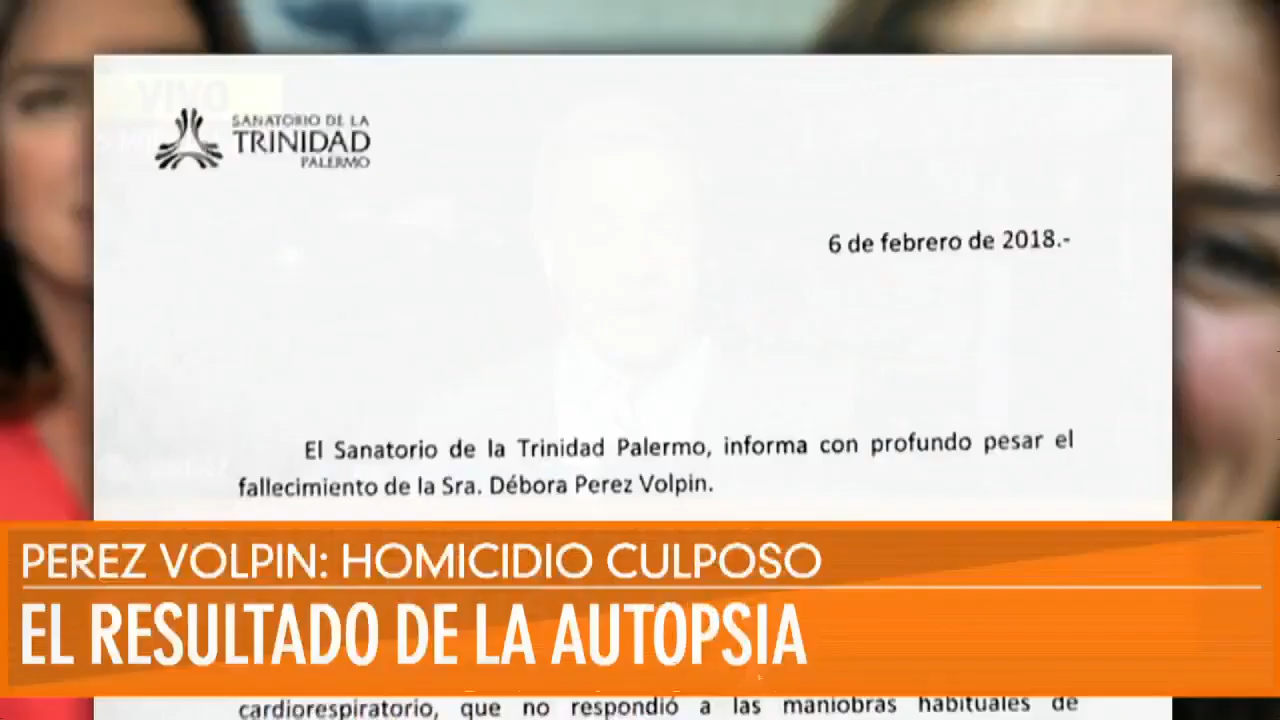 VIVO
SANATORIO DE LA
TRINIDAD
PALERMO
6 de febrero de 2018.-
El Sanatorio de la Trinidad Palermo, informa con profundo pesar el
fallecimiento de la Sra. Débora Perez Volpin.
PEREZ VOLPIN: HOMICIDIO CULPOSO
EL RESULTADO DE LA AUTOPSIA
cardiorespiratorio, que no respondió a las maniobras habituales de